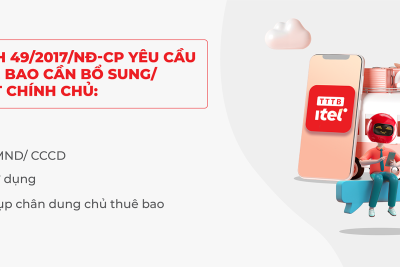 49/2017/NĐ-CP YÊU CẦU
BAO CẦN BỔ SUNG/
CHÍNH CHỦ:
MND/ CCCD
dụng
chân dung chủ thuê bao
TTTB
itel